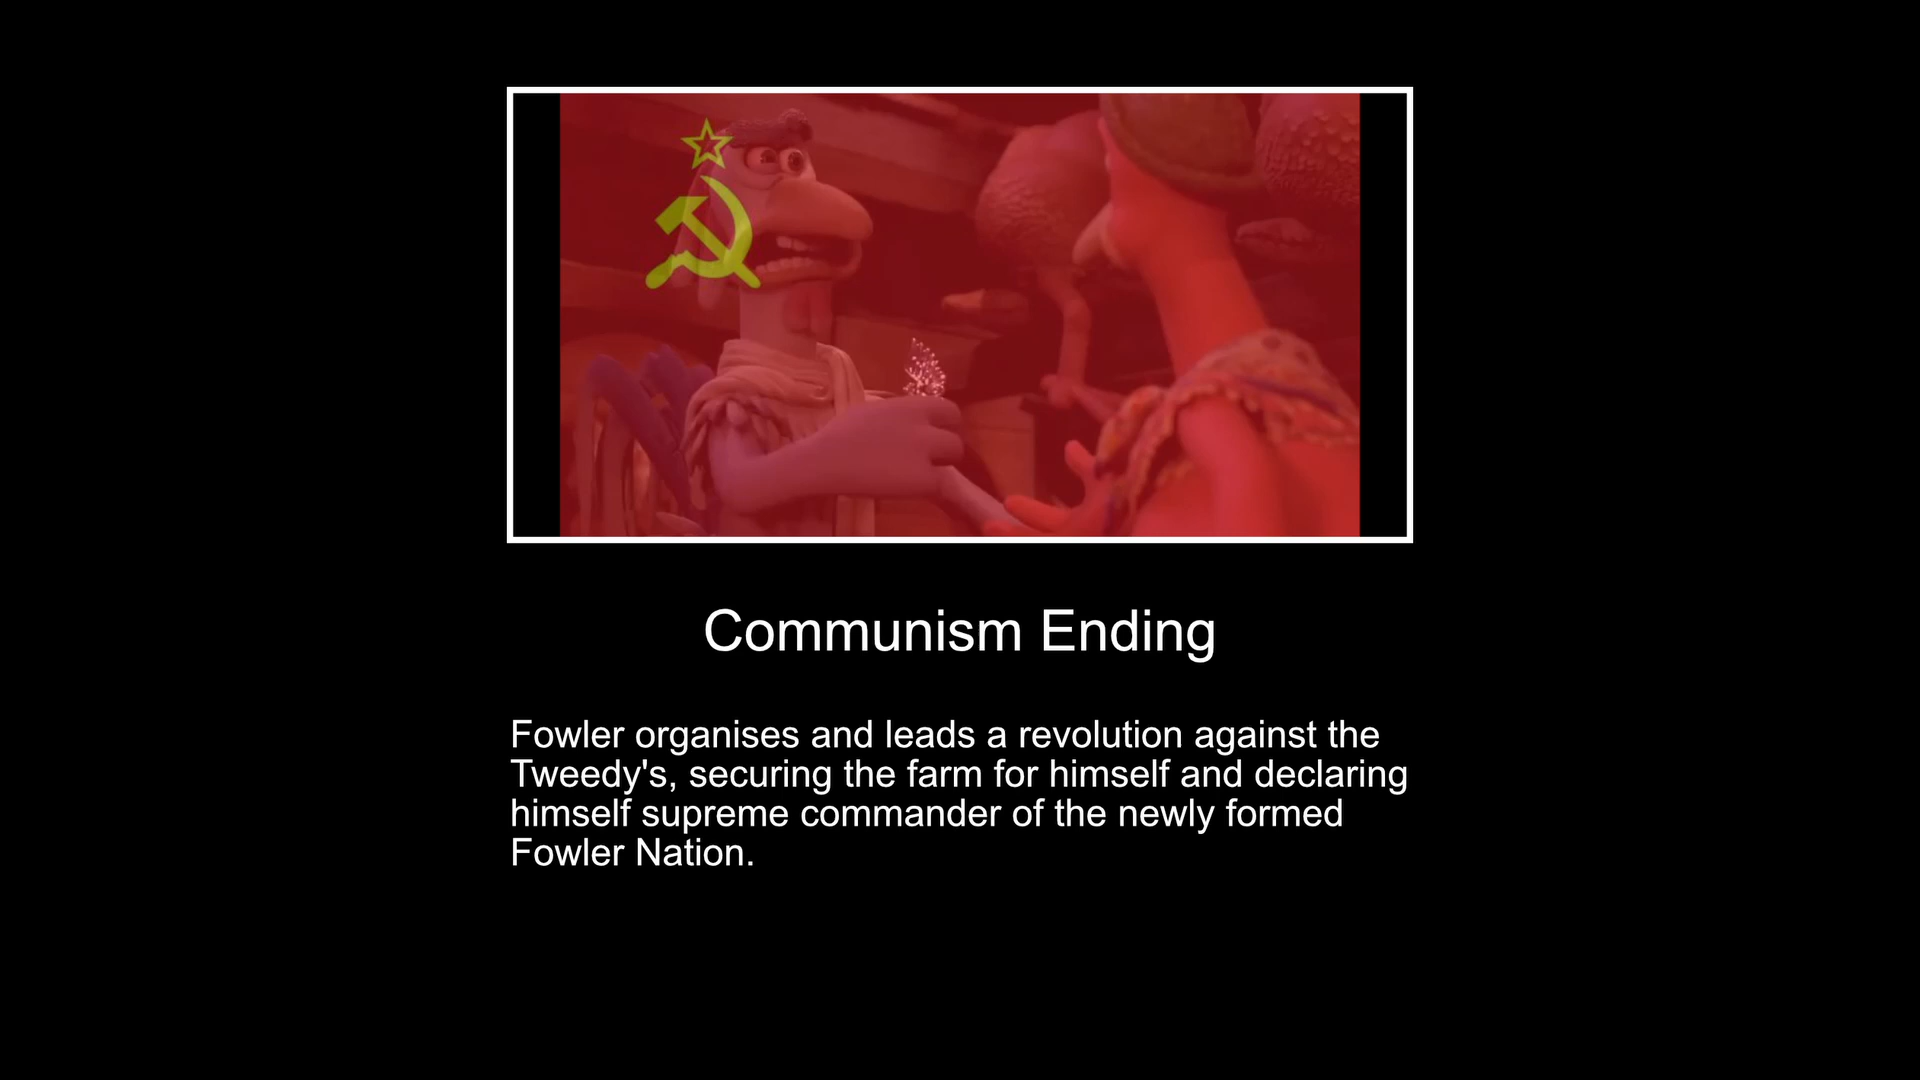 Communism Ending
Fowler organises and leads a revolution against the
Tweedy's, securing the farm for himself and declaring
himself supreme commander of the newly formed
Fowler Nation.